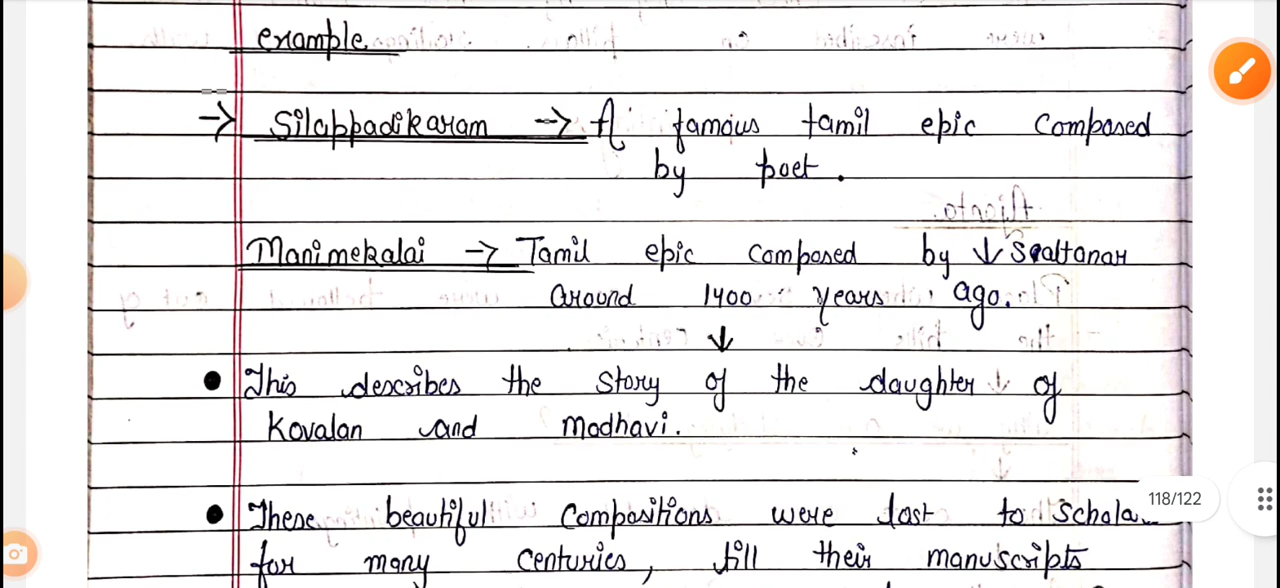 example
→ Silappadikaram → A famous tamil epic composed
by poet.
Manimekalai → Tamil epic composed by ↓ Sattanar
around 1400 years ago.
↓
• This describes the story of the daughter of
Kovalan and Madhavi.
• These beautiful compositions were lost to Schola
118/122
for many centuries, till their manuscripts